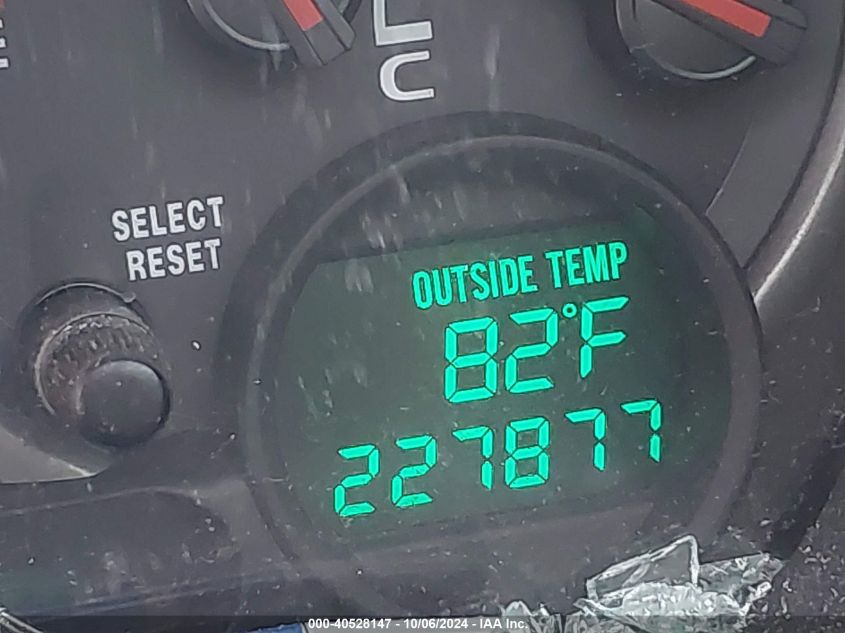 C
SELECT
RESET
OUTSIDE TEMP
82°F
227877
000-40528147 - 10/06/2024 - IAA Inc.